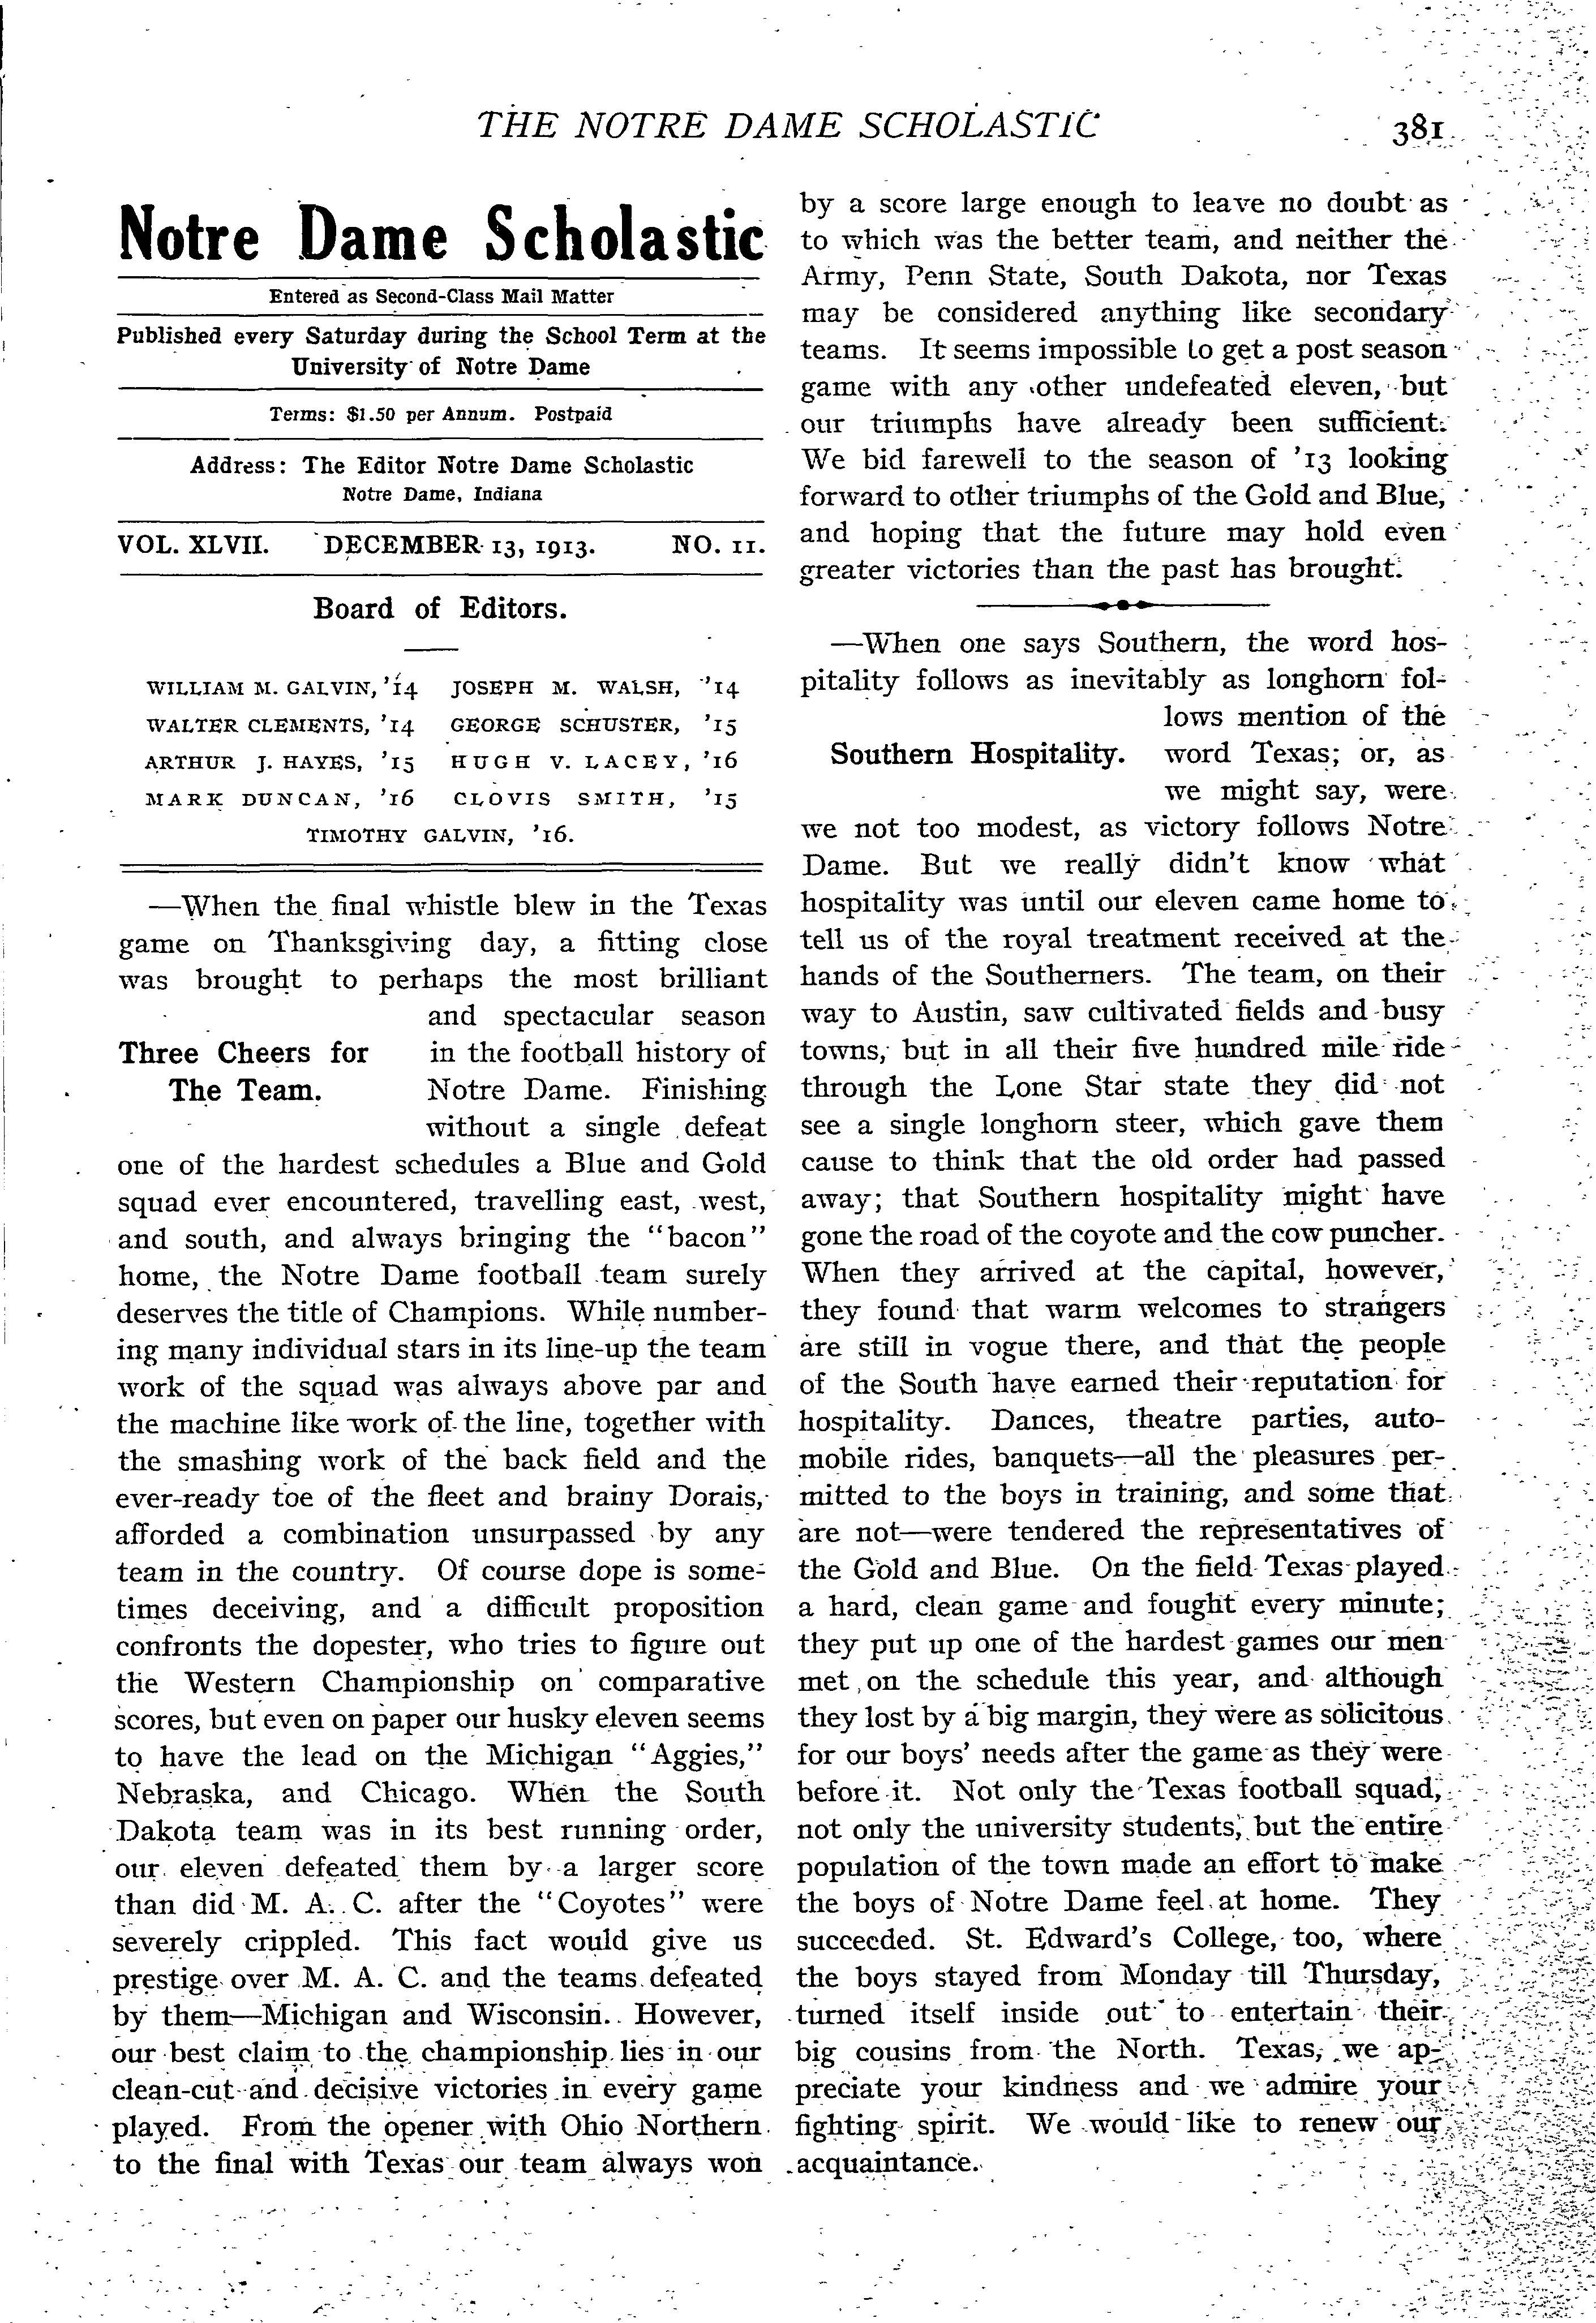 THE NOTRE DAME SCHOLASTIC
381
Notre Dame Scholastic
Entered as Second-Class Mail Matter
Published every Saturday during the School Term at the
University of Notre Dame
Terms: $1.50 per Annum. Postpaid
Address: The Editor Notre Dame Scholastic
Notre Dame, Indiana
VOL. XLVII. DECEMBER 13, 1913. NO. 11.
Board of Editors.
WILLIAM M. GALVIN, '14 JOSEPH M. WALSH, '14
WALTER CLEMENTS, '14 GEORGE SCHUSTER, '15
ARTHUR J. HAYES, '15 HUGH V. LACEY, '16
MARK DUNCAN, '16 CLOVIS SMITH, '15
TIMOTHY GALVIN, '16.
—When the final whistle blew in the Texas
game on Thanksgiving day, a fitting close
was brought to perhaps the most brilliant
and spectacular season
Three Cheers for in the football history of
The Team. Notre Dame. Finishing
without a single defeat
one of the hardest schedules a Blue and Gold
squad ever encountered, travelling east, west,
and south, and always bringing the "bacon"
home, the Notre Dame football team surely
deserves the title of Champions. While number-
ing many individual stars in its line-up the team
work of the squad was always above par and
the machine like work of the line, together with
the smashing work of the back field and the
ever-ready toe of the fleet and brainy Dorais,
afforded a combination unsurpassed by any
team in the country. Of course dope is some-
times deceiving, and a difficult proposition
confronts the dopester, who tries to figure out
the Western Championship on comparative
scores, but even on paper our husky eleven seems
to have the lead on the Michigan "Aggies,"
Nebraska, and Chicago. When the South
Dakota team was in its best running order,
our eleven defeated them by a larger score
than did M. A. C. after the "Coyotes" were
severely crippled. This fact would give us
prestige over M. A. C. and the teams defeated
by them—Michigan and Wisconsin. However,
our best claim to the championship lies in our
clean-cut and decisive victories in every game
played. From the opener with Ohio Northern
to the final with Texas our team always won
by a score large enough to leave no doubt as
to which was the better team, and neither the
Army, Penn State, South Dakota, nor Texas
may be considered anything like secondary
teams. It seems impossible to get a post season
game with any other undefeated eleven, but
our triumphs have already been sufficient.
We bid farewell to the season of '13 looking
forward to other triumphs of the Gold and Blue,
and hoping that the future may hold even
greater victories than the past has brought.
—When one says Southern, the word hos-
pitality follows as inevitably as longhorn fol-
lows mention of the
Southern Hospitality. word Texas; or, as
we might say, were
we not too modest, as victory follows Notre
Dame. But we really didn't know what
hospitality was until our eleven came home to
tell us of the royal treatment received at the
hands of the Southerners. The team, on their
way to Austin, saw cultivated fields and busy
towns, but in all their five hundred mile ride
through the Lone Star state they did not
see a single longhorn steer, which gave them
cause to think that the old order had passed
away; that Southern hospitality might have
gone the road of the coyote and the cow puncher.
When they arrived at the capital, however,
they found that warm welcomes to strangers
are still in vogue there, and that the people
of the South have earned their reputation for
hospitality. Dances, theatre parties, auto-
mobile rides, banquets—all the pleasures per-
mitted to the boys in training, and some that
are not—were tendered the representatives of
the Gold and Blue. On the field Texas played
a hard, clean game and fought every minute;
they put up one of the hardest games our men
met on the schedule this year, and although
they lost by a big margin, they were as solicitous
for our boys' needs after the game as they were
before it. Not only the Texas football squad,
not only the university students, but the entire
population of the town made an effort to make
the boys of Notre Dame feel at home. They
succeeded. St. Edward's College, too, where
the boys stayed from Monday till Thursday,
turned itself inside out to entertain their
big cousins from the North. Texas, we ap-
preciate your kindness and we admire your
fighting spirit. We would like to renew our
acquaintance.